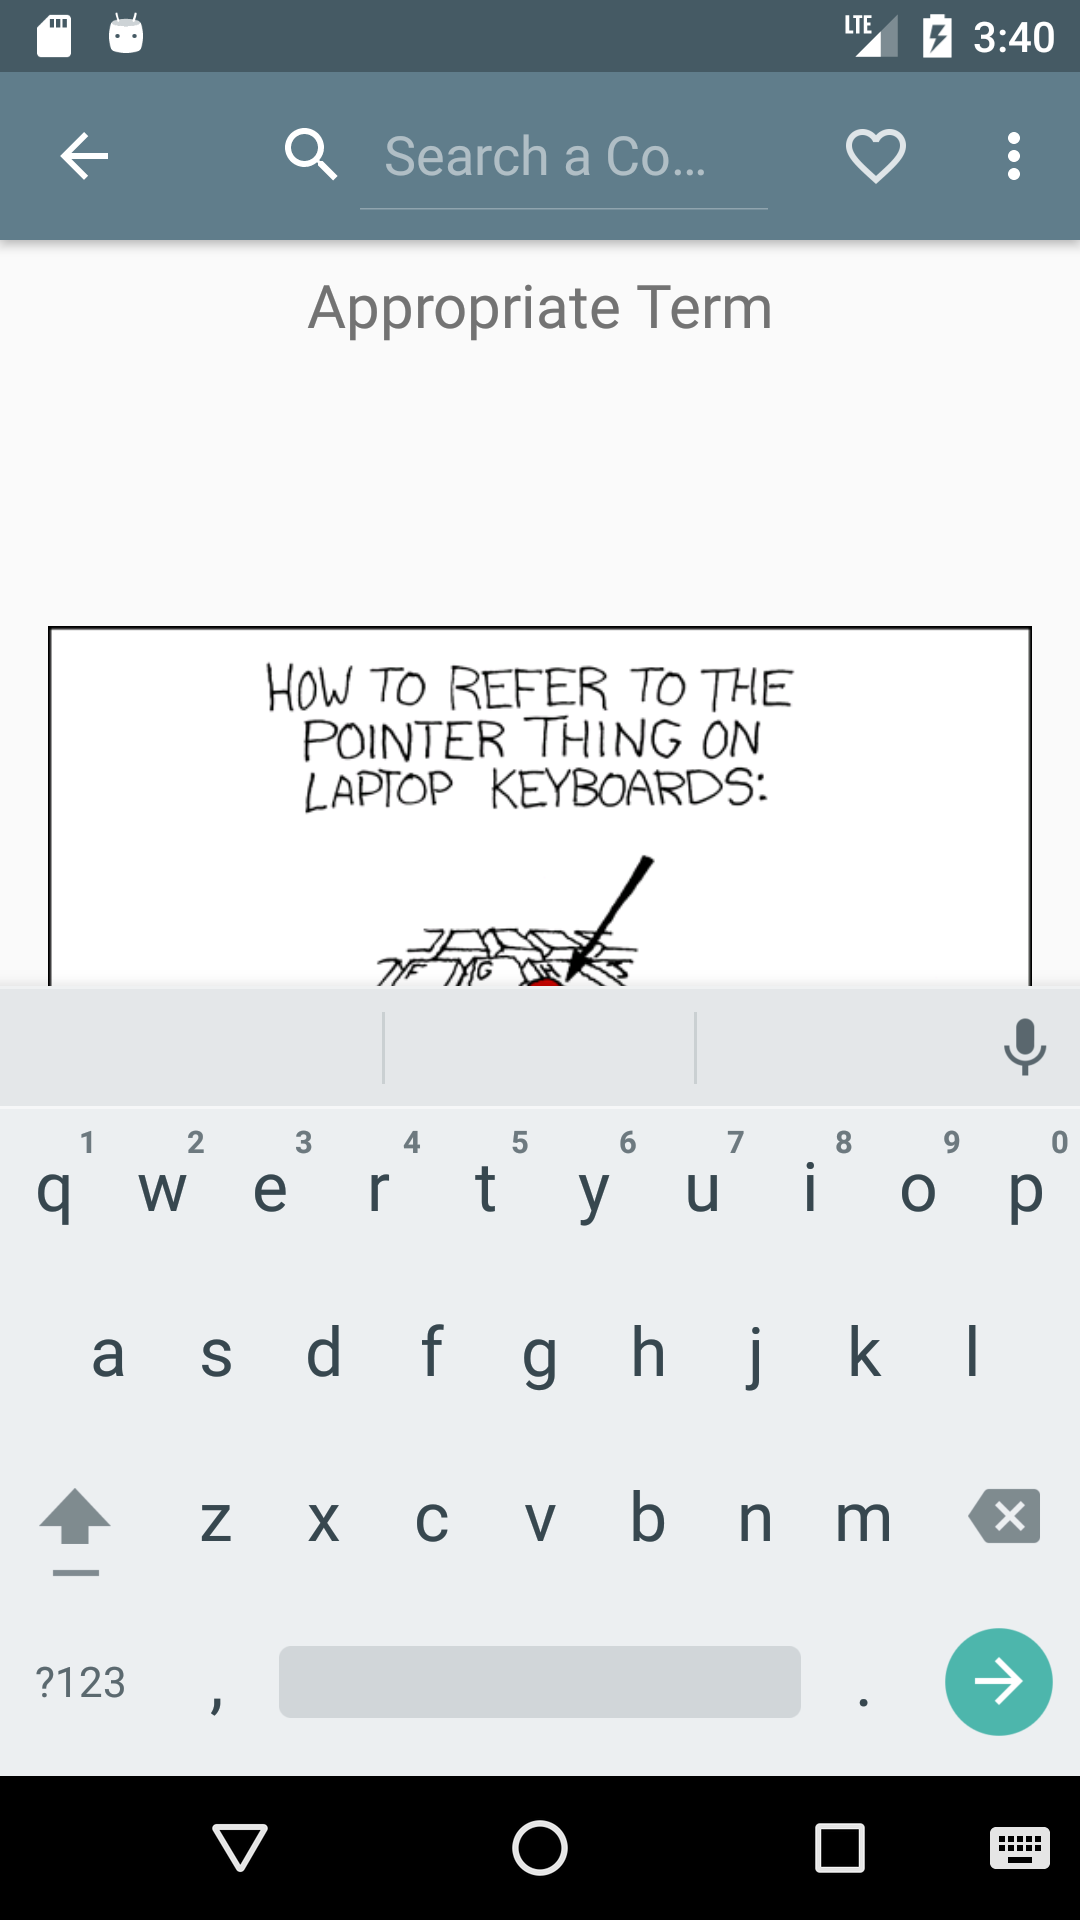 LTE 3:40
Search a Co...
Appropriate Term
HOW TO REFER TO THE
POINTER THING ON
LAPTOP KEYBOARDS:
F G H
1 2 3 4 5 6 7 8 9 0
q w e r t y u i o p
a s d f g h j k l
z x c v b n m
?123 , .